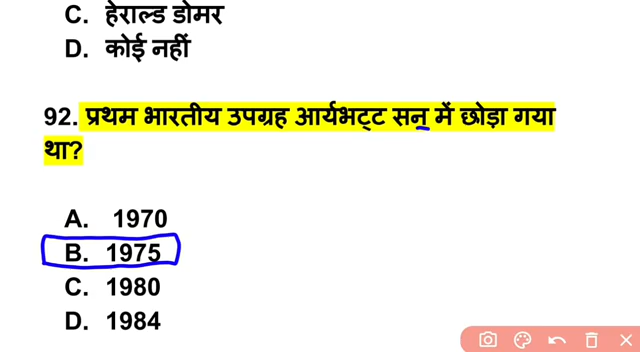 C. हेराल्ड डोमर
D. कोई नहीं
92. प्रथम भारतीय उपग्रह आर्यभट्ट सन् में छोड़ा गया
था?
A. 1970
B. 1975
C. 1980
D. 1984